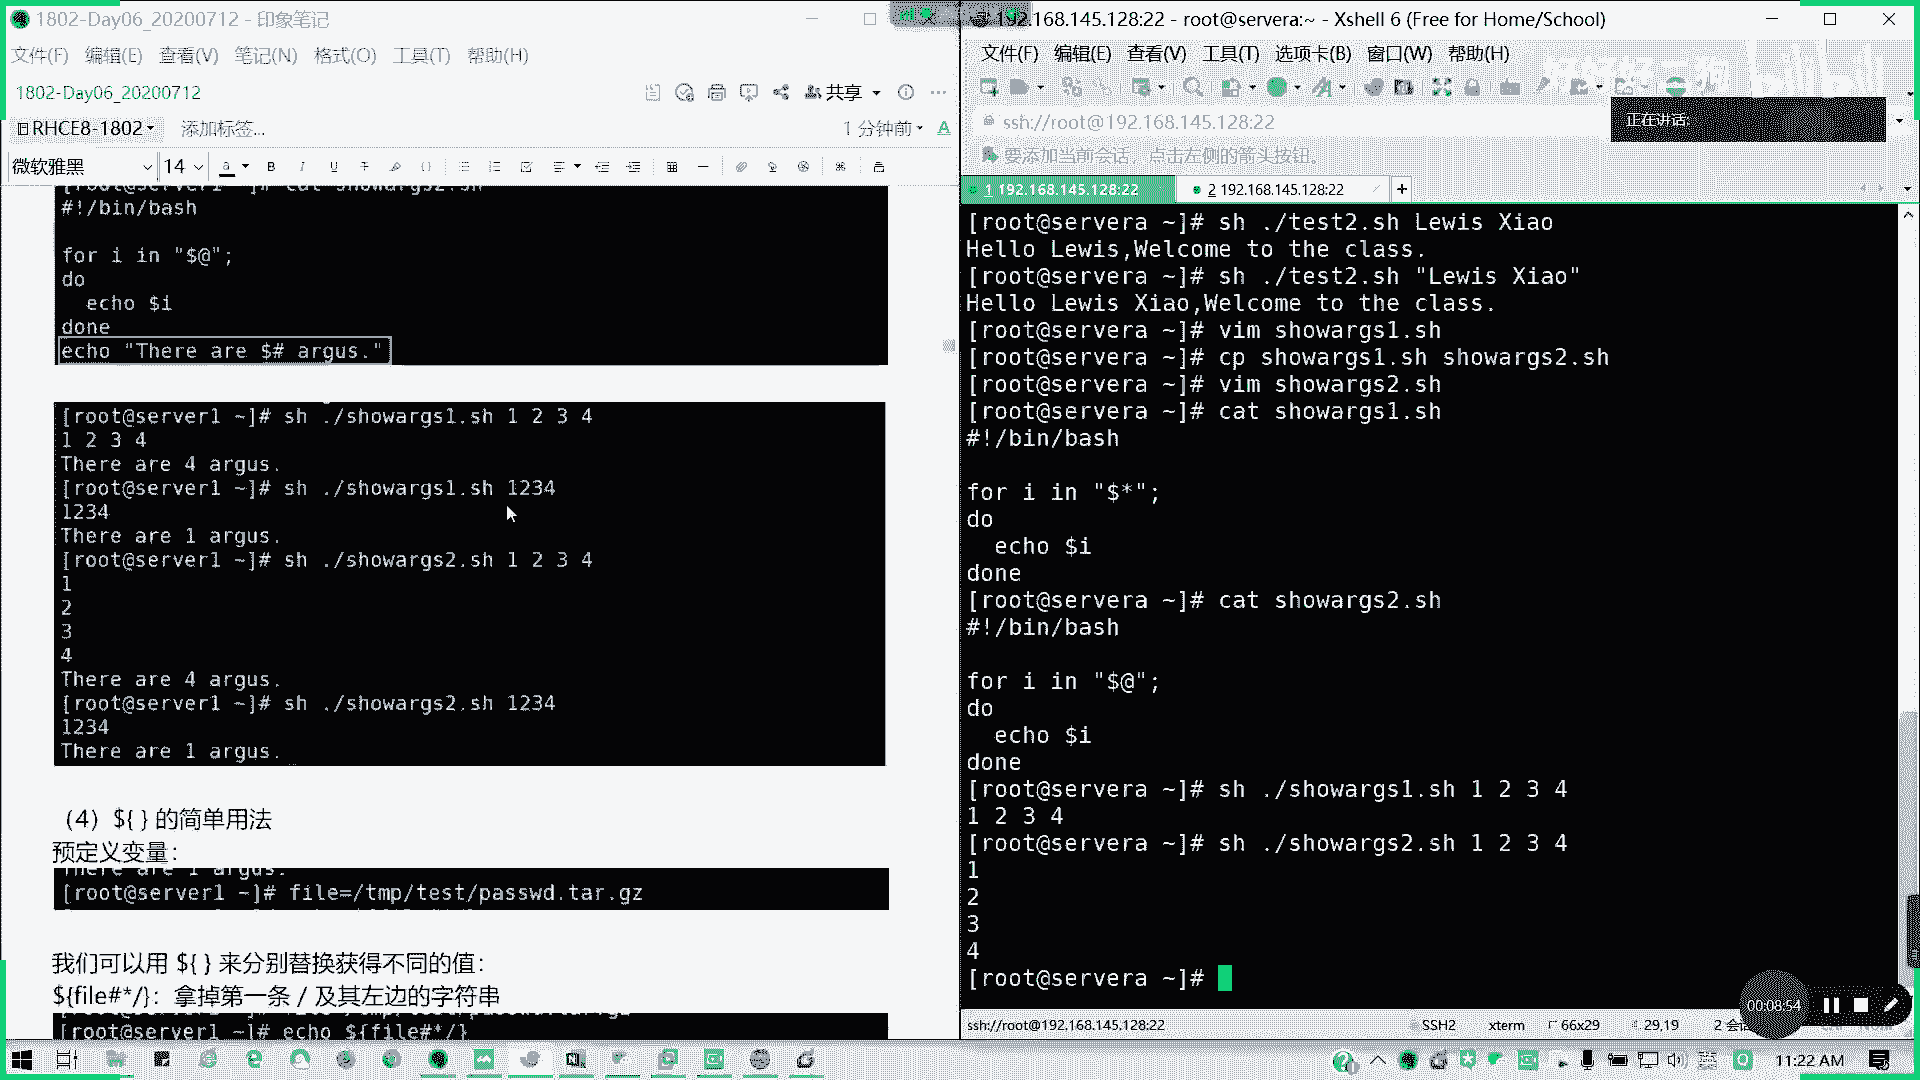 1802-Day06_20200712 - 印象笔记
文件(F) 编辑(E) 查看(V) 笔记(N) 格式(O) 工具(T) 帮助(H)
1802-Day06_20200712
共享
RHCE8-1802
添加标签...
1 分钟前
微软雅黑
14
[root@server1 ~]# cat showargs2.sh
#!/bin/bash
for i in "$@";
do
echo $i
done
echo "There are $# argus."
[root@server1 ~]# sh ./showargs1.sh 1 2 3 4
1 2 3 4
There are 4 argus.
[root@server1 ~]# sh ./showargs1.sh 1234
1234
There are 1 argus.
[root@server1 ~]# sh ./showargs2.sh 1 2 3 4
1
2
3
4
There are 4 argus.
[root@server1 ~]# sh ./showargs2.sh 1234
1234
There are 1 argus.
（4）${ } 的简单用法
预定义变量：
There are 1 argus.
[root@server1 ~]# file=/tmp/test/passwd.tar.gz
我们可以用 ${ } 来分别替换获得不同的值：
${file#*/}：拿掉第一条 / 及其左边的字符串
[root@server1 ~]# echo ${file#*/}
192.168.145.128:22 - root@servera:~ - Xshell 6 (Free for Home/School)
文件(F) 编辑(E) 查看(V) 工具(T) 选项卡(B) 窗口(W) 帮助(H)
ssh://root@192.168.145.128:22
正在讲话:
要添加当前会话，点击左侧的箭头按钮。
1 192.168.145.128:22
2 192.168.145.128:22
[root@servera ~]# sh ./test2.sh Lewis Xiao
Hello Lewis,Welcome to the class.
[root@servera ~]# sh ./test2.sh "Lewis Xiao"
Hello Lewis Xiao,Welcome to the class.
[root@servera ~]# vim showargs1.sh
[root@servera ~]# cp showargs1.sh showargs2.sh
[root@servera ~]# vim showargs2.sh
[root@servera ~]# cat showargs1.sh
#!/bin/bash
for i in "$*";
do
echo $i
done
[root@servera ~]# cat showargs2.sh
#!/bin/bash
for i in "$@";
do
echo $i
done
[root@servera ~]# sh ./showargs1.sh 1 2 3 4
1 2 3 4
[root@servera ~]# sh ./showargs2.sh 1 2 3 4
1
2
3
4
[root@servera ~]#
00:08:54
ssh://root@192.168.145.128:22
SSH2
xterm
66x29
29,19
11:22 AM